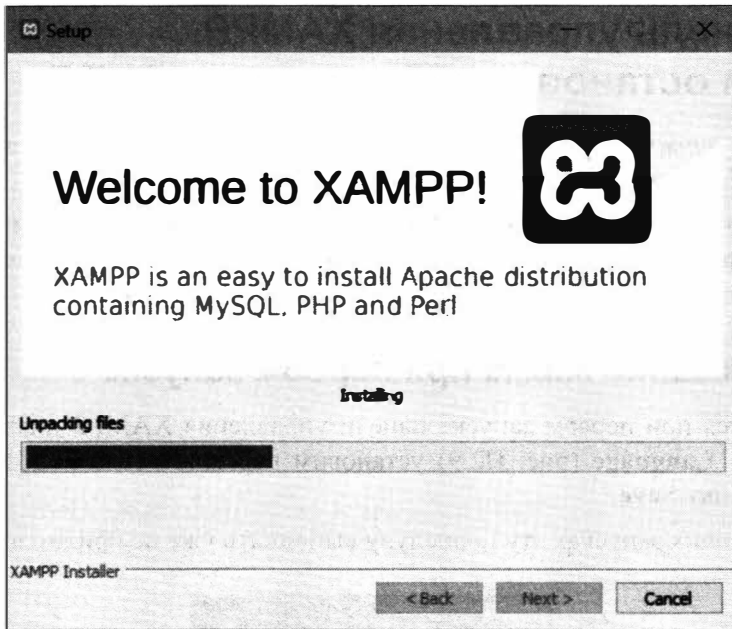 Setup
Welcome to XAMPP!
XAMPP is an easy to install Apache distribution
containing MySQL, PHP and Perl
Installing
Unpacking files
XAMPP Installer
< Back
Next >
Cancel